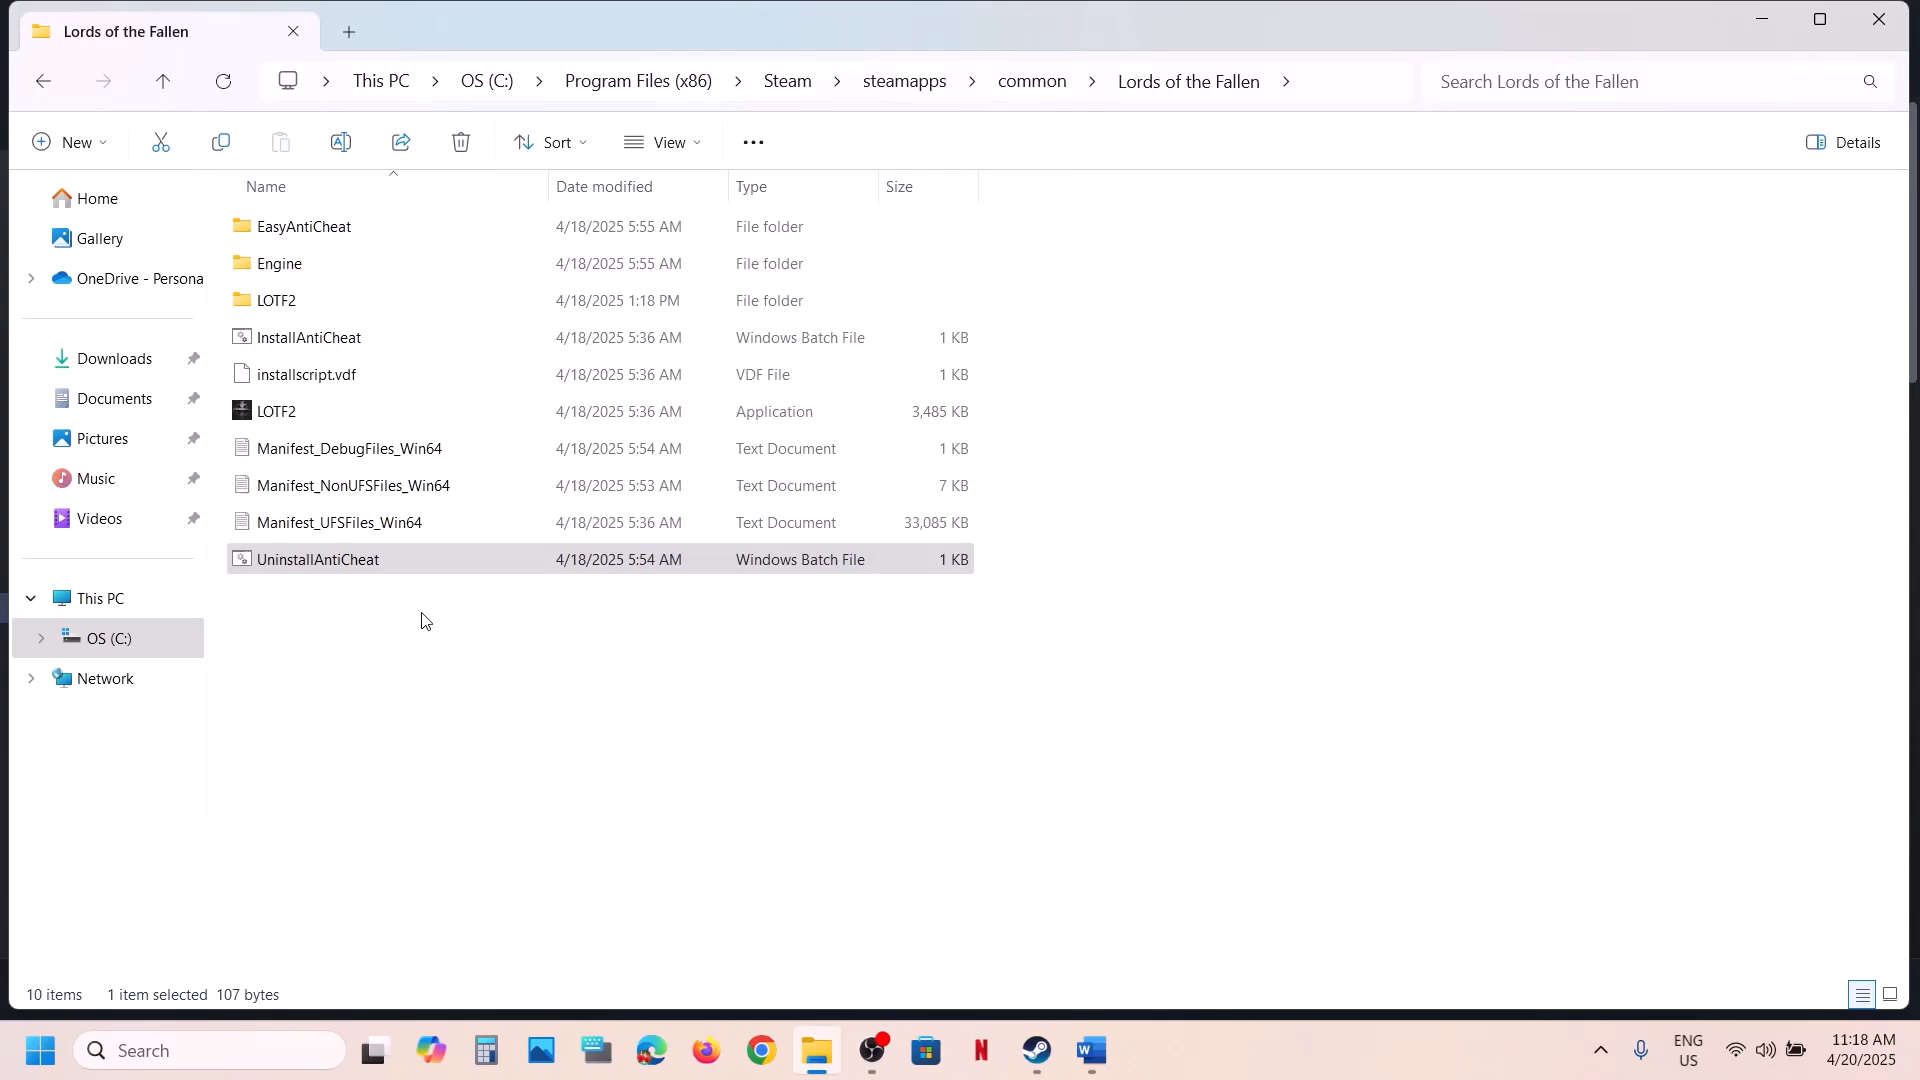 Lords of the Fallen
This PC > OS (C:) > Program Files (x86) > Steam > steamapps > common > Lords of the Fallen >
Search Lords of the Fallen
New
Sort
View
Details
Name Date modified Type Size
Home
Gallery
OneDrive - Persona
Downloads
Documents
Pictures
Music
Videos
This PC
OS (C:)
Network
EasyAntiCheat 4/18/2025 5:55 AM File folder
Engine 4/18/2025 5:55 AM File folder
LOTF2 4/18/2025 1:18 PM File folder
InstallAntiCheat 4/18/2025 5:36 AM Windows Batch File 1 KB
installscript.vdf 4/18/2025 5:36 AM VDF File 1 KB
LOTF2 4/18/2025 5:36 AM Application 3,485 KB
Manifest_DebugFiles_Win64 4/18/2025 5:54 AM Text Document 1 KB
Manifest_NonUFSFiles_Win64 4/18/2025 5:53 AM Text Document 7 KB
Manifest_UFSFiles_Win64 4/18/2025 5:36 AM Text Document 33,085 KB
UninstallAntiCheat 4/18/2025 5:54 AM Windows Batch File 1 KB
10 items 1 item selected 107 bytes
Search
ENG
US
11:18 AM
4/20/2025